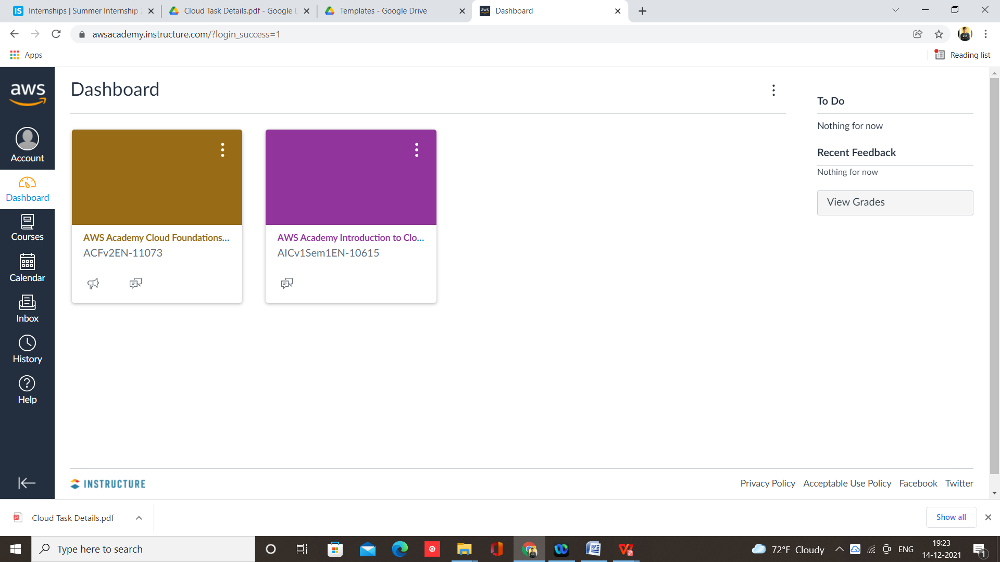 Internships | Summer Internship
Cloud Task Details.pdf - Google
Templates - Google Drive
aws
Dashboard
awsacademy.instructure.com/?login_success=1
Apps
Reading list
aws
Account
Dashboard
Courses
Calendar
Inbox
History
Help
Dashboard
AWS Academy Cloud Foundations...
ACFv2EN-11073
AWS Academy Introduction to Clo...
AICv1Sem1EN-10615
To Do
Nothing for now
Recent Feedback
Nothing for now
View Grades
INSTRUCTURE
Privacy Policy Acceptable Use Policy Facebook Twitter
Cloud Task Details.pdf
Show all
Type here to search
72°F Cloudy
ENG
19:23
14-12-2021
1